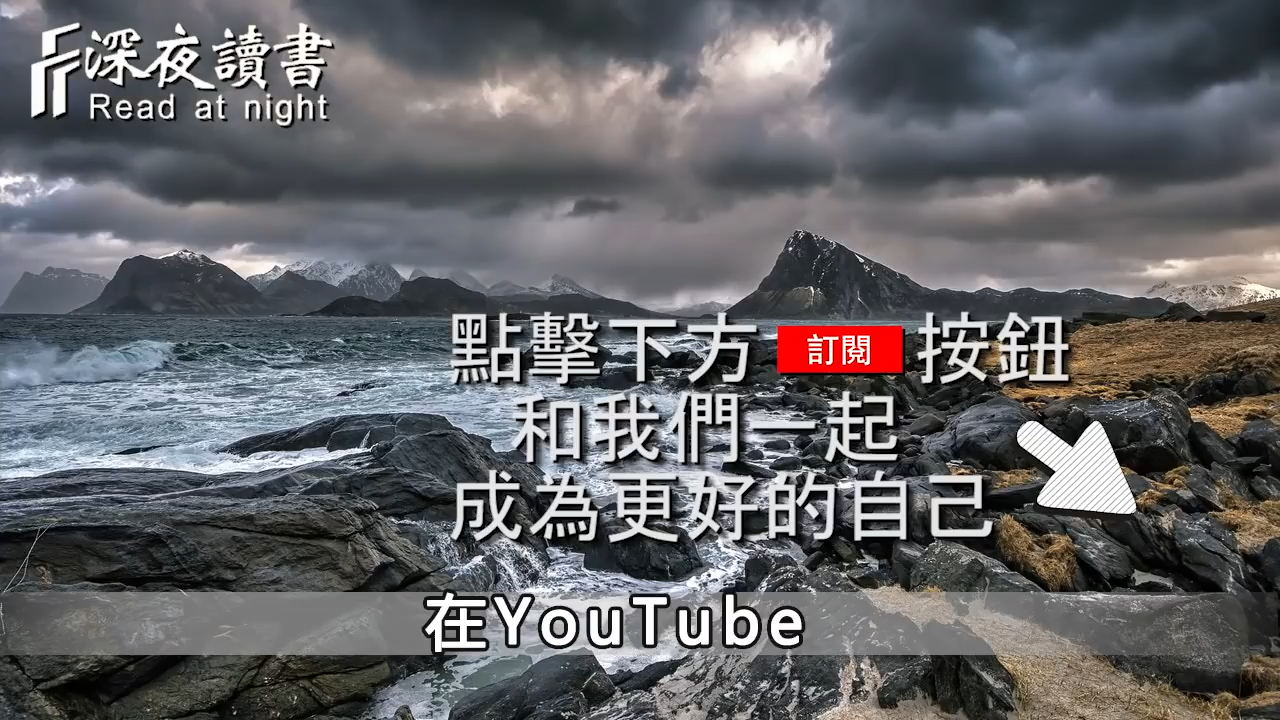 深夜讀書
Read at night
點擊下方 訂閱 按鈕
和我們一起
成為更好的自己
在YouTube